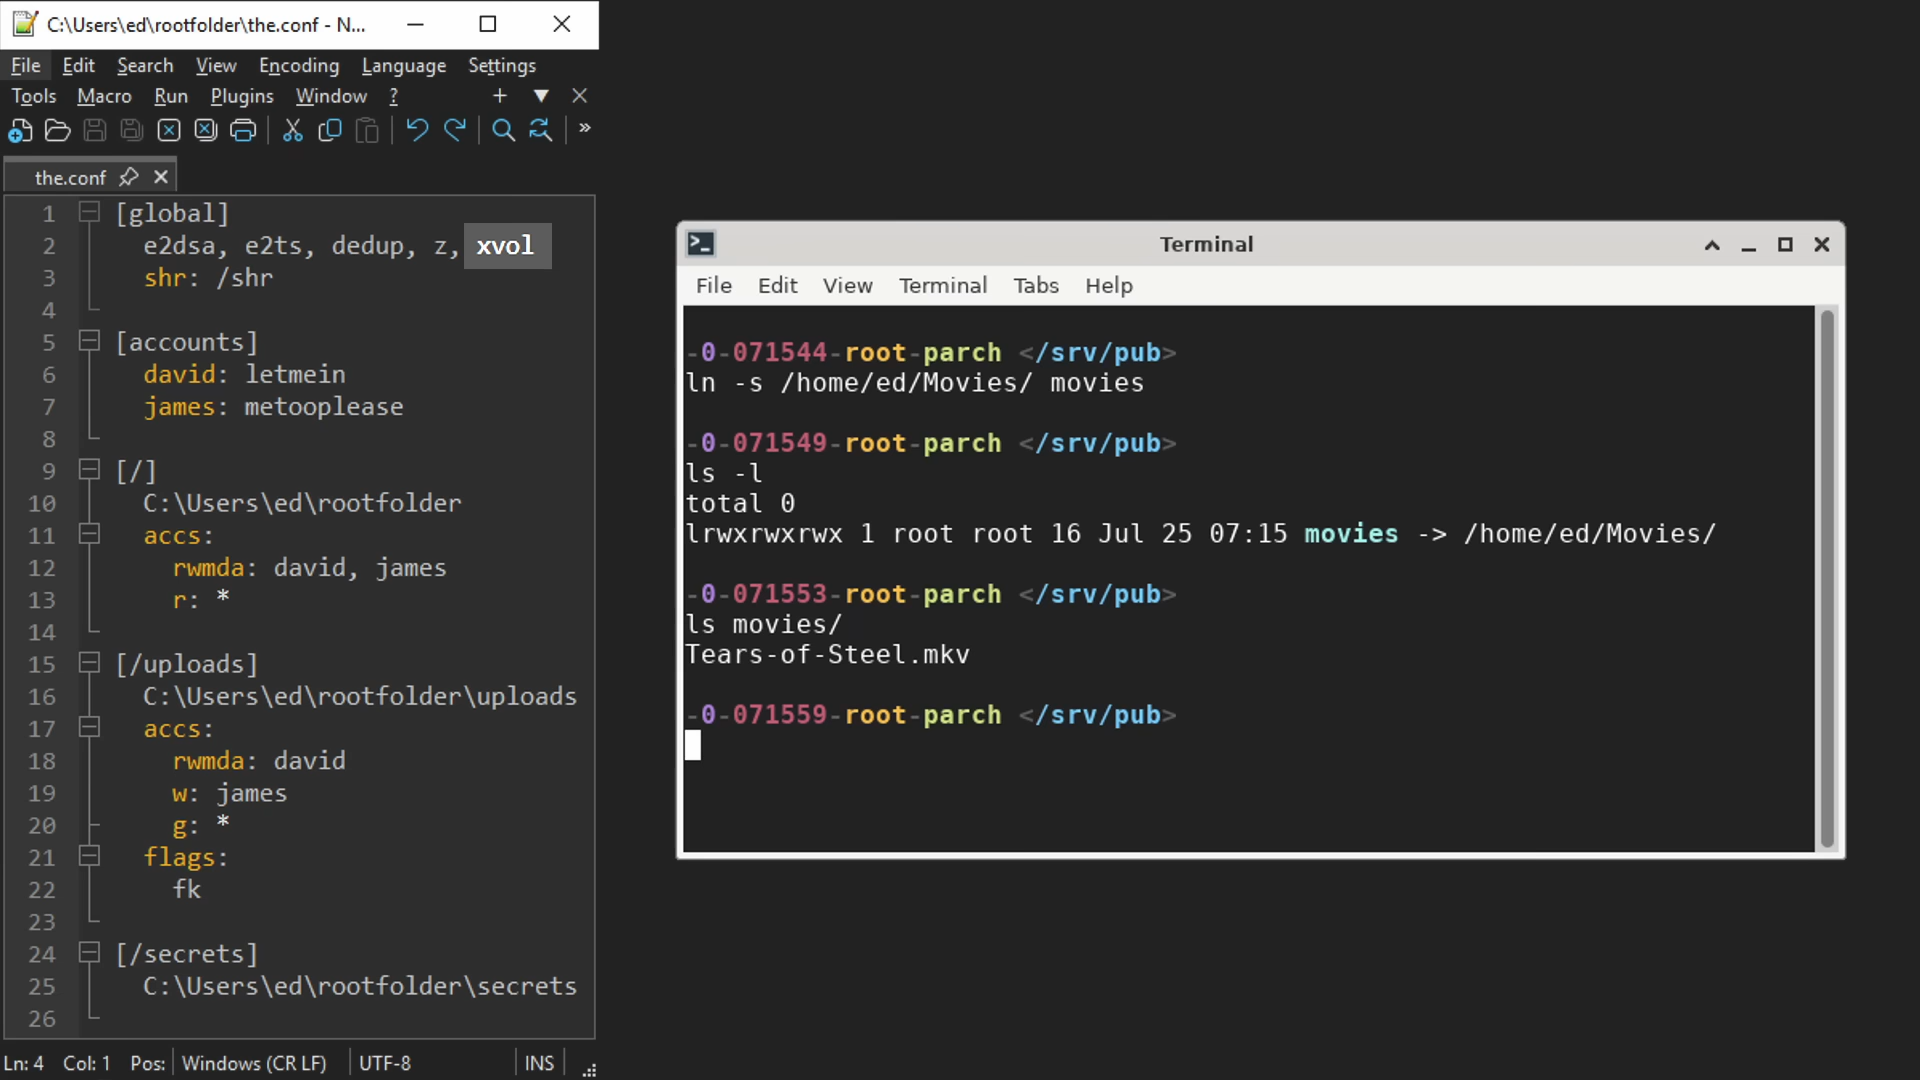 C:\Users\ed\rootfolder\the.conf - N...
File Edit Search View Encoding Language Settings
Tools Macro Run Plugins Window ?
the.conf
1 [global]
2 e2dsa, e2ts, dedup, z, xvol
3 shr: /shr
4
5 [accounts]
6 david: letmein
7 james: metooplease
8
9 [/]
10 C:\Users\ed\rootfolder
11 accs:
12 rwmda: david, james
13 r: *
14
15 [/uploads]
16 C:\Users\ed\rootfolder\uploads
17 accs:
18 rwmda: david
19 w: james
20 g: *
21 flags:
22 fk
23
24 [/secrets]
25 C:\Users\ed\rootfolder\secrets
26
Ln: 4 Col: 1 Pos: Windows (CR LF) UTF-8 INS
Terminal
File Edit View Terminal Tabs Help
-0-071544-root-parch </srv/pub>
ln -s /home/ed/Movies/ movies
-0-071549-root-parch </srv/pub>
ls -l
total 0
lrwxrwxrwx 1 root root 16 Jul 25 07:15 movies -> /home/ed/Movies/
-0-071553-root-parch </srv/pub>
ls movies/
Tears-of-Steel.mkv
-0-071559-root-parch </srv/pub>